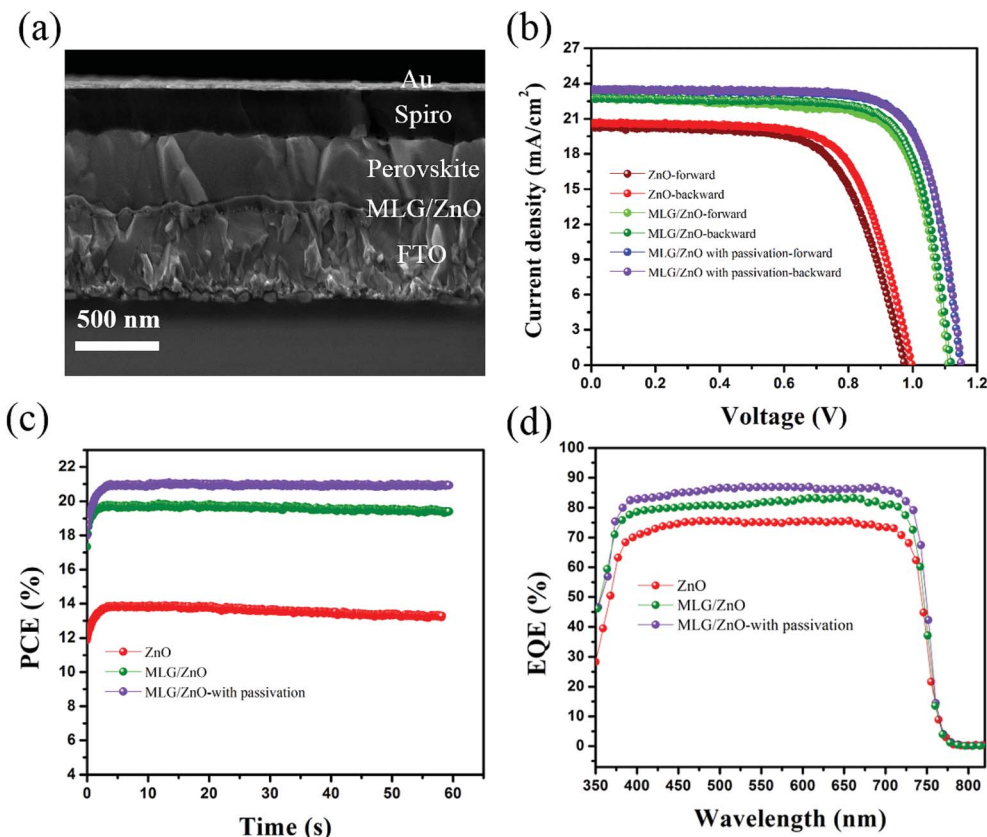 (a)
Au
Spiro
Perovskite
MLG/ZnO
FTO
500 nm
(b)
Current density (mA/cm²)
27
24
21
18
15
12
9
6
3
0
ZnO-forward
ZnO-backward
MLG/ZnO-forward
MLG/ZnO-backward
MLG/ZnO with passivation-forward
MLG/ZnO with passivation-backward
0.0 0.2 0.4 0.6 0.8 1.0 1.2
Voltage (V)
(c)
PCE (%)
22
20
18
16
14
12
10
8
6
4
ZnO
MLG/ZnO
MLG/ZnO-with passivation
0 10 20 30 40 50 60
Time (s)
(d)
EQE (%)
100
90
80
70
60
50
40
30
20
10
0
ZnO
MLG/ZnO
MLG/ZnO-with passivation
350 400 450 500 550 600 650 700 750 800
Wavelength (nm)